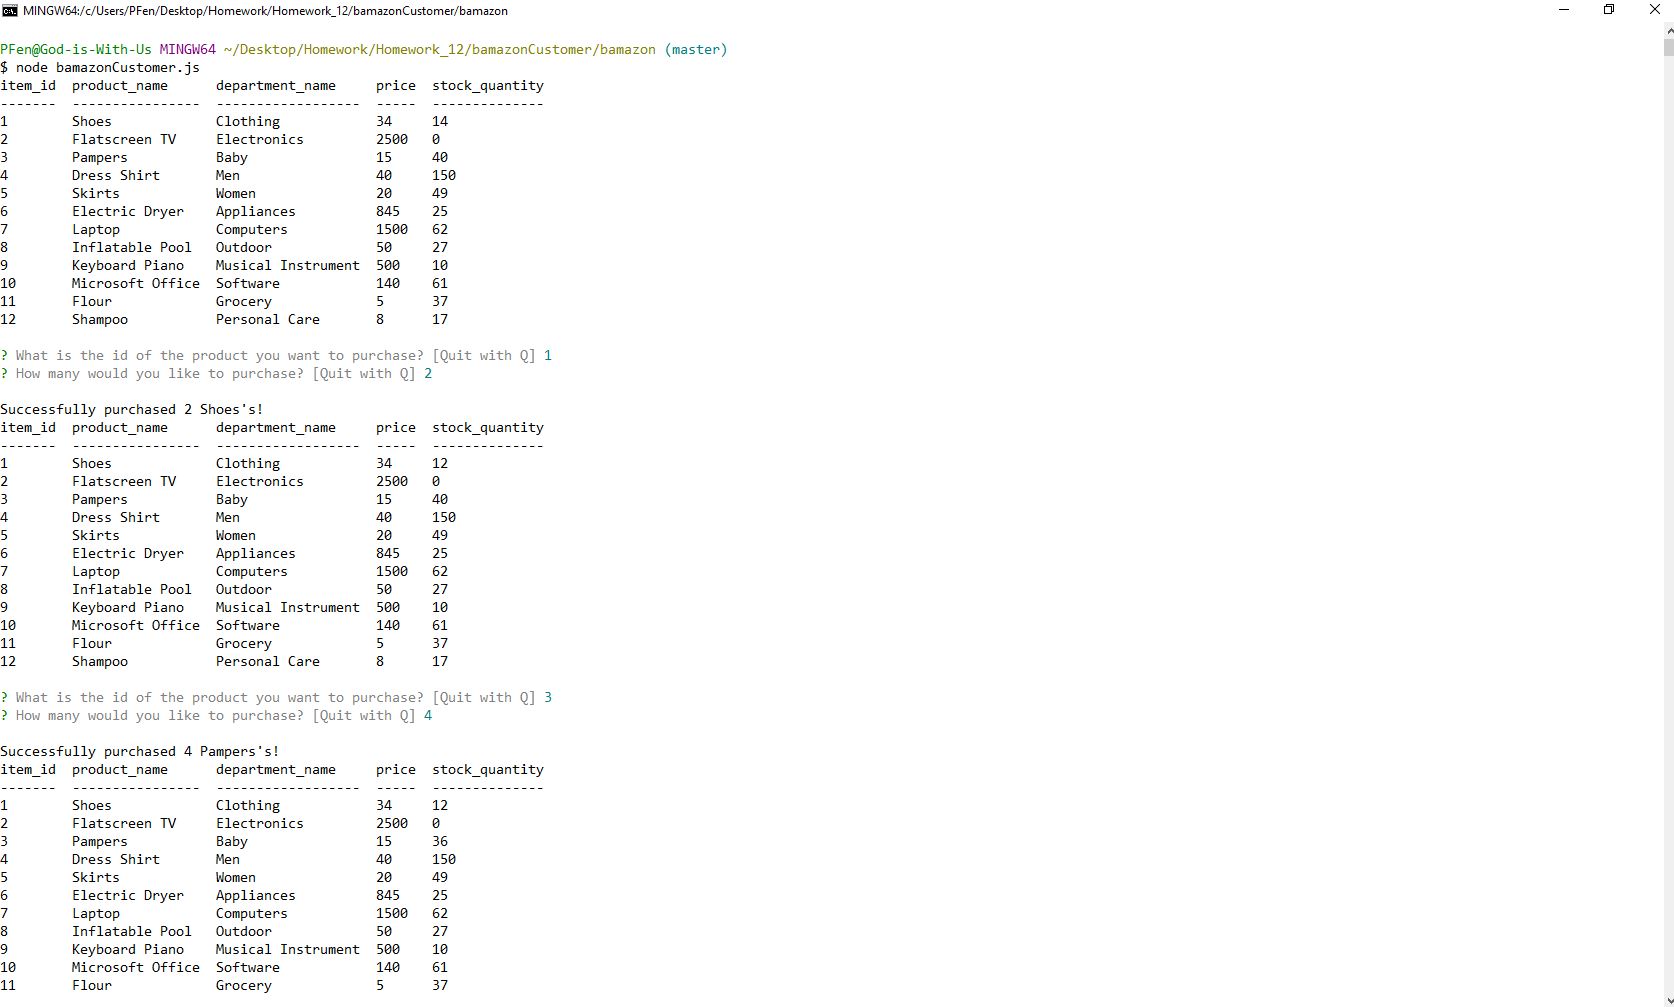 MINGW64:/c/Users/PFen/Desktop/Homework/Homework_12/bamazonCustomer/bamazon
PFen@God-is-With-Us MINGW64 ~/Desktop/Homework/Homework_12/bamazonCustomer/bamazon (master)
$ node bamazonCustomer.js
item_id  product_name      department_name     price  stock_quantity
-------  ----------------  ------------------  -----  --------------
1        Shoes             Clothing            34     14
2        Flatscreen TV     Electronics         2500   0
3        Pampers           Baby                15     40
4        Dress Shirt       Men                 40     150
5        Skirts            Women               20     49
6        Electric Dryer    Appliances          845    25
7        Laptop            Computers           1500   62
8        Inflatable Pool   Outdoor             50     27
9        Keyboard Piano    Musical Instrument  500    10
10       Microsoft Office  Software            140    61
11       Flour             Grocery             5      37
12       Shampoo           Personal Care       8      17
? What is the id of the product you want to purchase? [Quit with Q] 1
? How many would you like to purchase? [Quit with Q] 2
Successfully purchased 2 Shoes's!
item_id  product_name      department_name     price  stock_quantity
-------  ----------------  ------------------  -----  --------------
1        Shoes             Clothing            34     12
2        Flatscreen TV     Electronics         2500   0
3        Pampers           Baby                15     40
4        Dress Shirt       Men                 40     150
5        Skirts            Women               20     49
6        Electric Dryer    Appliances          845    25
7        Laptop            Computers           1500   62
8        Inflatable Pool   Outdoor             50     27
9        Keyboard Piano    Musical Instrument  500    10
10       Microsoft Office  Software            140    61
11       Flour             Grocery             5      37
12       Shampoo           Personal Care       8      17
? What is the id of the product you want to purchase? [Quit with Q] 3
? How many would you like to purchase? [Quit with Q] 4
Successfully purchased 4 Pampers's!
item_id  product_name      department_name     price  stock_quantity
-------  ----------------  ------------------  -----  --------------
1        Shoes             Clothing            34     12
2        Flatscreen TV     Electronics         2500   0
3        Pampers           Baby                15     36
4        Dress Shirt       Men                 40     150
5        Skirts            Women               20     49
6        Electric Dryer    Appliances          845    25
7        Laptop            Computers           1500   62
8        Inflatable Pool   Outdoor             50     27
9        Keyboard Piano    Musical Instrument  500    10
10       Microsoft Office  Software            140    61
11       Flour             Grocery             5      37